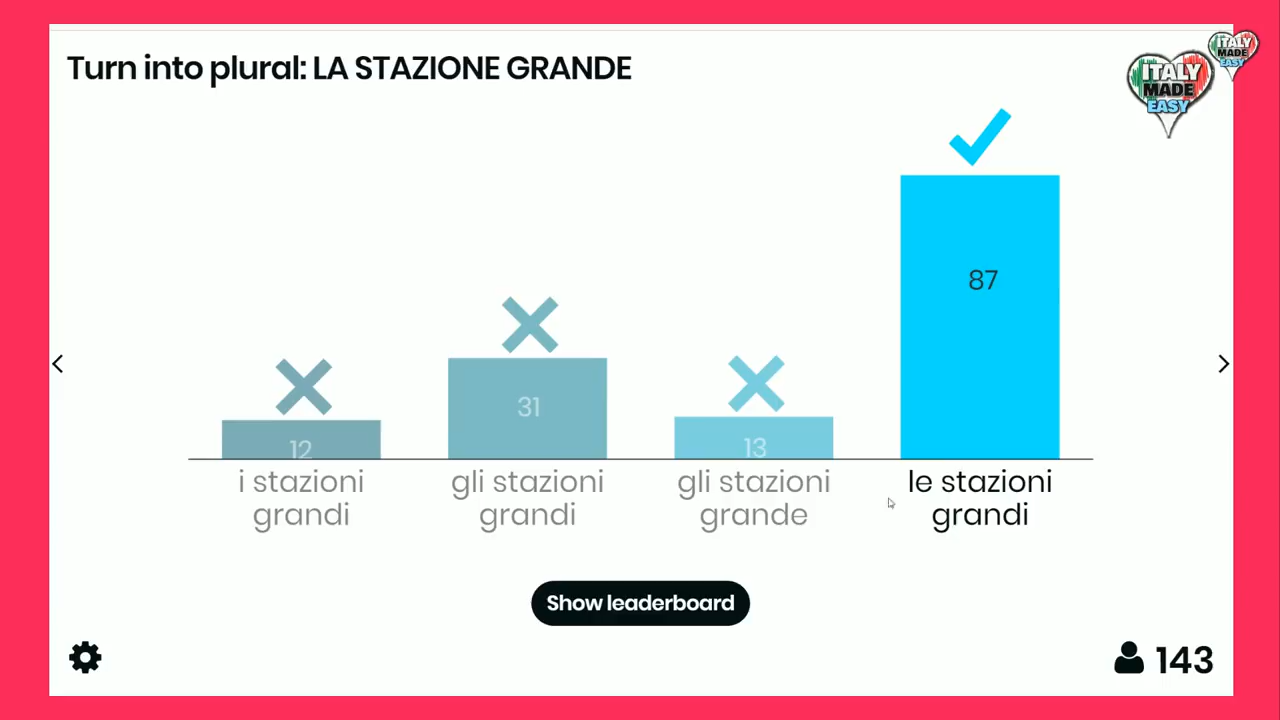 Turn into plural: LA STAZIONE GRANDE
ITALY
MADE
EASY
ITALY
MADE
EASY
87
31
12
13
i stazioni
grandi
gli stazioni
grandi
gli stazioni
grande
le stazioni
grandi
Show leaderboard
143